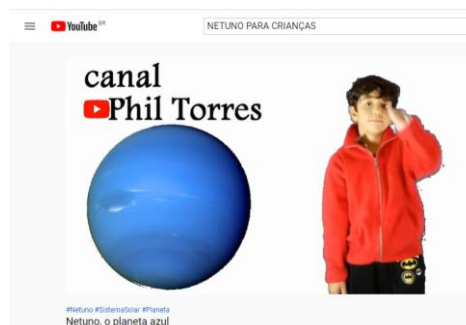 YouTube BR
NETUNO PARA CRIANÇAS
canal
Phil Torres
#Netuno #SistemaSolar #Planeta
Netuno, o planeta azul